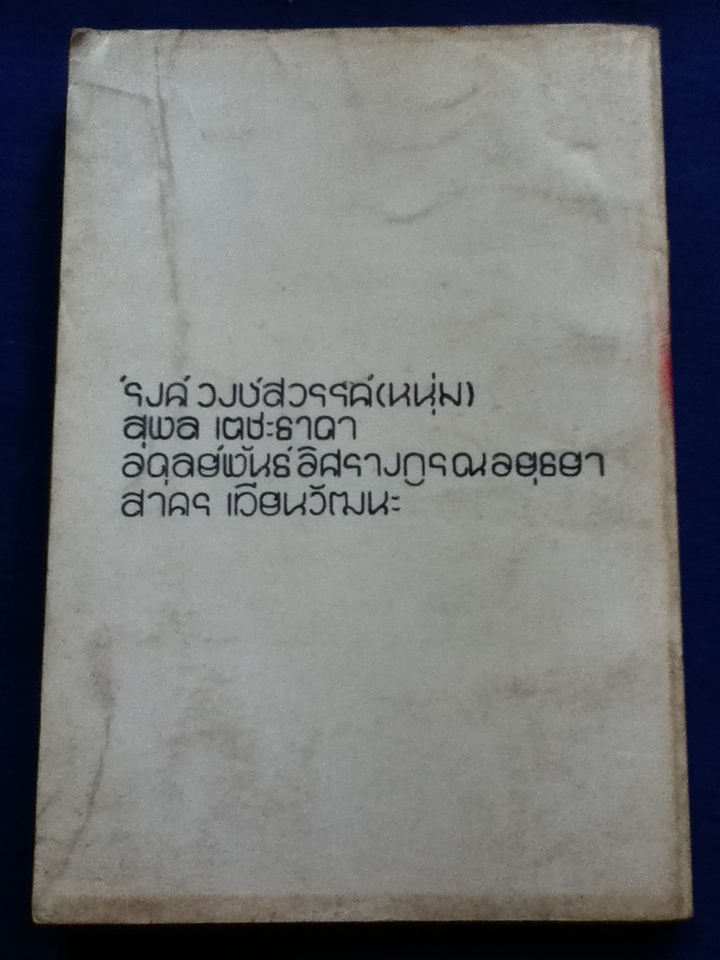 'รงค์ วงษ์สวรรค์(หนุ่ม)
สุพล เตชะธาดา
อดุลย์พันธ์ อิศรางกูรณอยุธยา
สาคร เวียนวัฒนะ